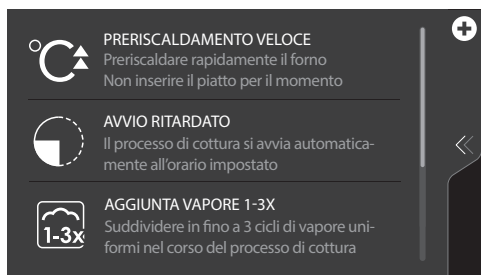 °C
PRERISCALDAMENTO VELOCE
Preriscaldare rapidamente il forno
Non inserire il piatto per il momento
AVVIO RITARDATO
Il processo di cottura si avvia automatica-
mente all'orario impostato
1-3x
AGGIUNTA VAPORE 1-3X
Suddividere in fino a 3 cicli di vapore uni-
formi nel corso del processo di cottura